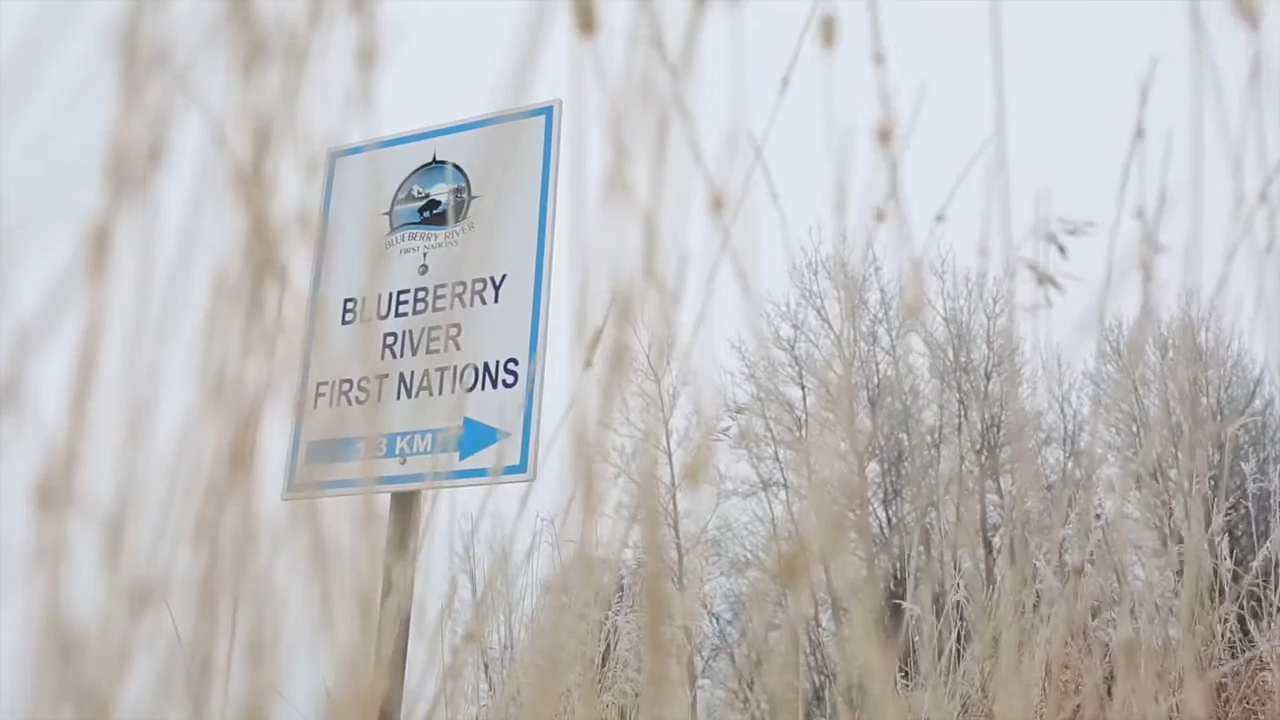 BLUEBERRY RIVER
FIRST NATIONS
BLUEBERRY
RIVER
FIRST NATIONS
KM